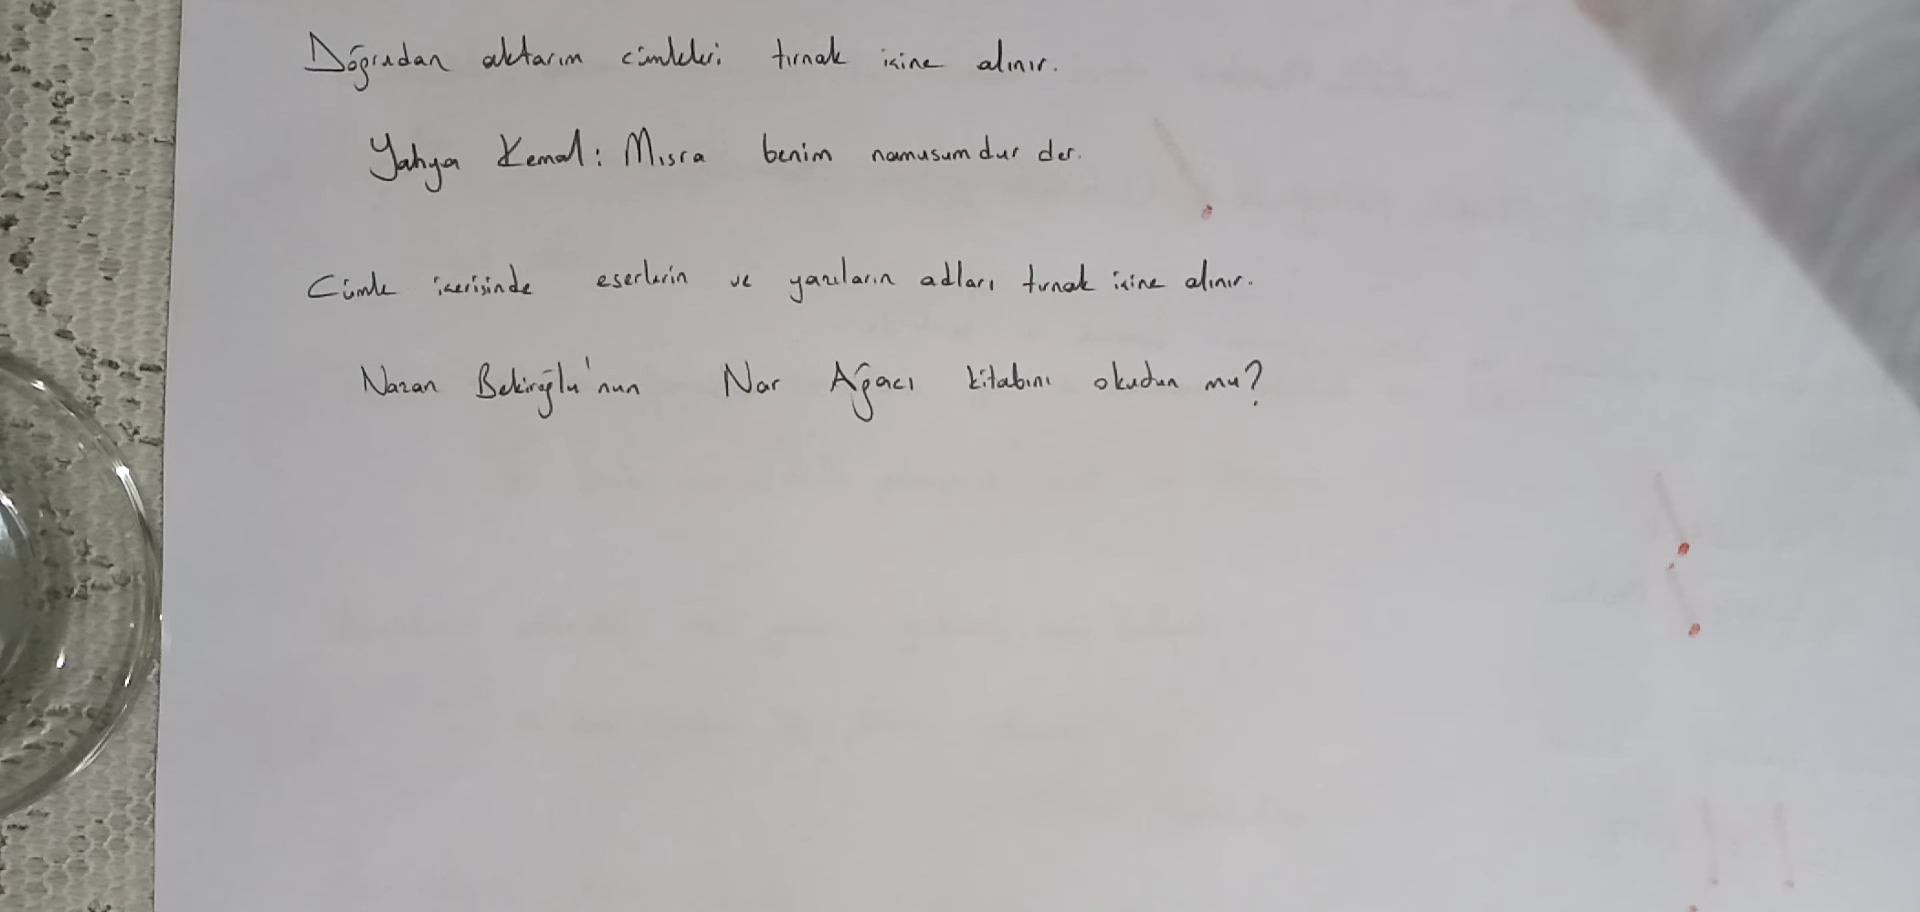 Doğrudan aktarım cümleleri tırnak içine alınır.
Yahya Kemal: Mısra benim namusumdur der.
Cümle içerisinde eserlerin ve yazıların adları tırnak içine alınır.
Nazan Bekiroğlu'nun Nar Ağacı kitabını okudun mu?